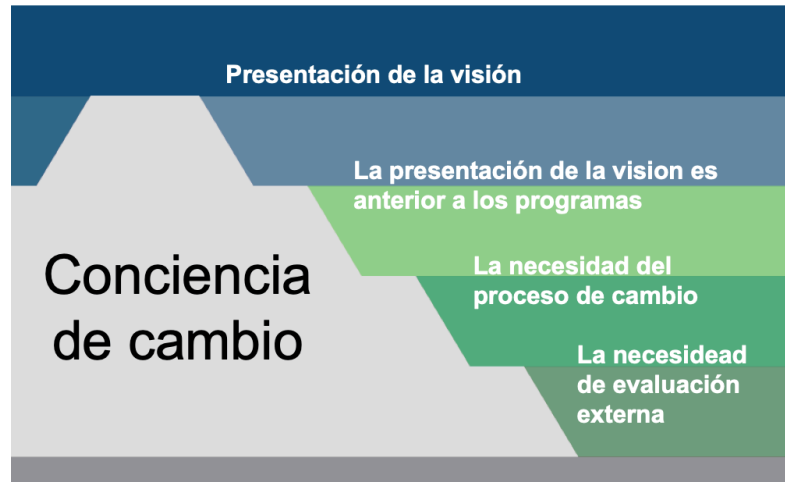 Presentación de la visión
La presentación de la vision es
anterior a los programas
La necesidad del
proceso de cambio
Conciencia
de cambio
La necesidead
de evaluación
externa